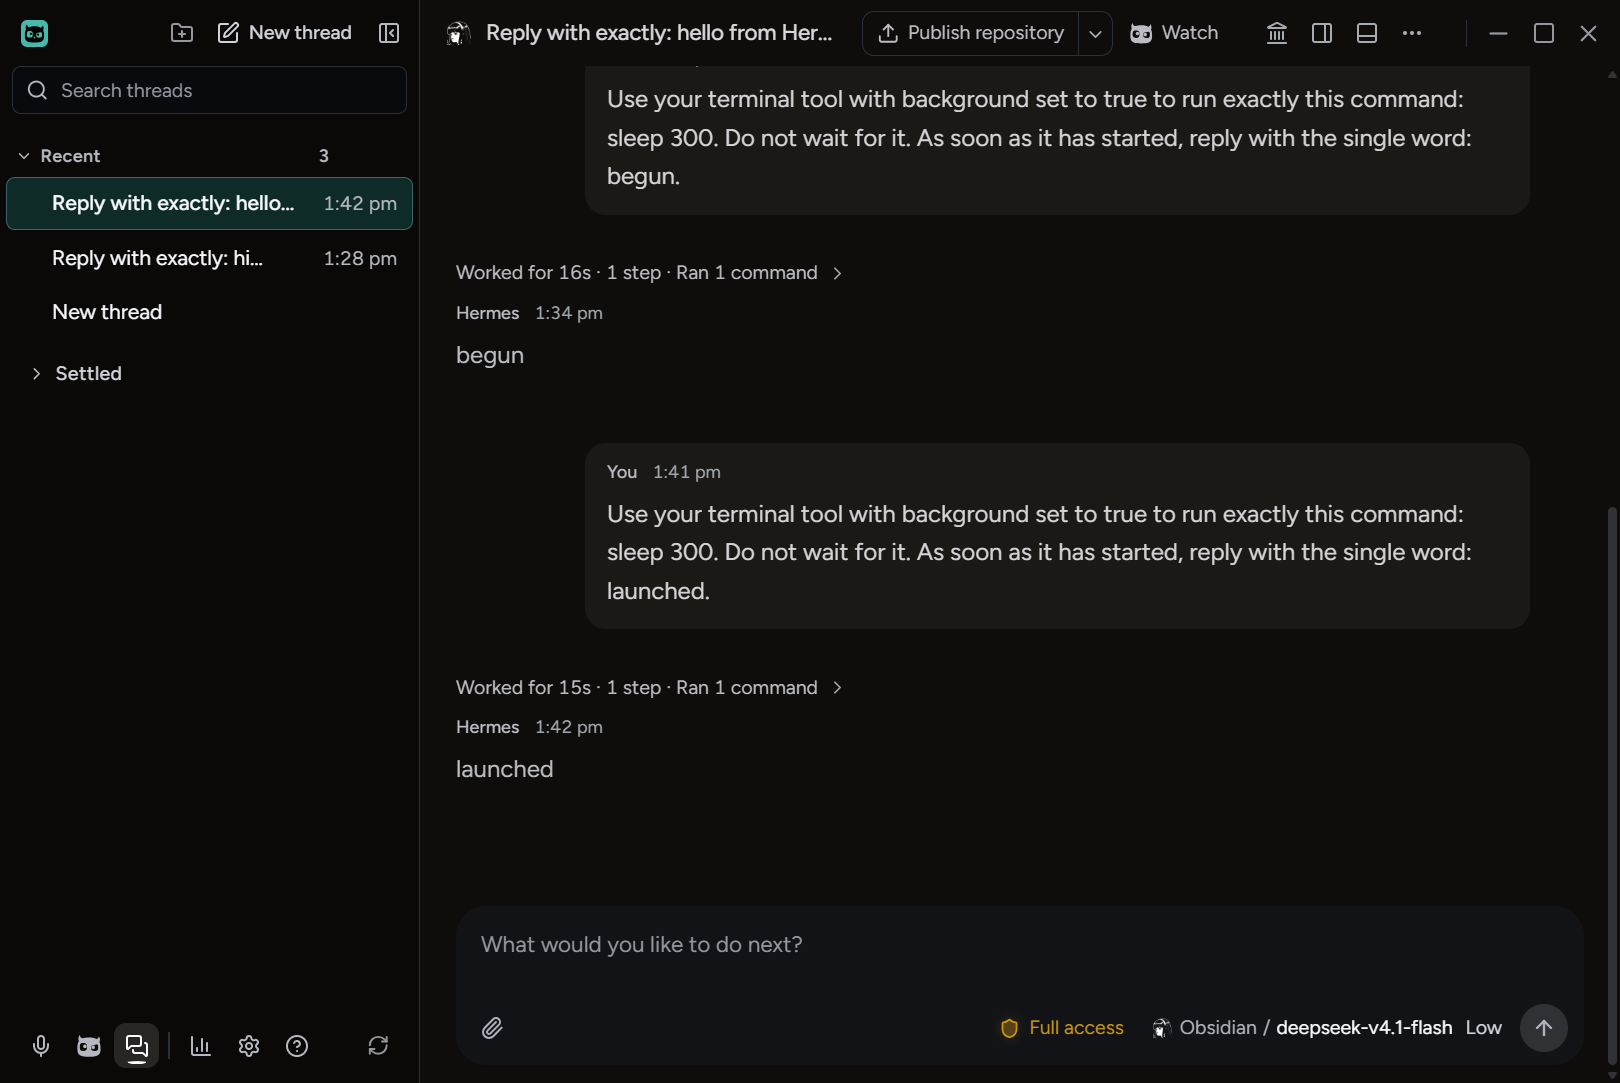 New thread
Search threads
Recent 3
Reply with exactly: hello... 1:42 pm
Reply with exactly: hi... 1:28 pm
New thread
Settled
Reply with exactly: hello from Her...
Publish repository
Watch
Use your terminal tool with background set to true to run exactly this command:
sleep 300. Do not wait for it. As soon as it has started, reply with the single word:
begun.
Worked for 16s · 1 step · Ran 1 command
Hermes 1:34 pm
begun
You 1:41 pm
Use your terminal tool with background set to true to run exactly this command:
sleep 300. Do not wait for it. As soon as it has started, reply with the single word:
launched.
Worked for 15s · 1 step · Ran 1 command
Hermes 1:42 pm
launched
What would you like to do next?
Full access
Obsidian / deepseek-v4.1-flash Low